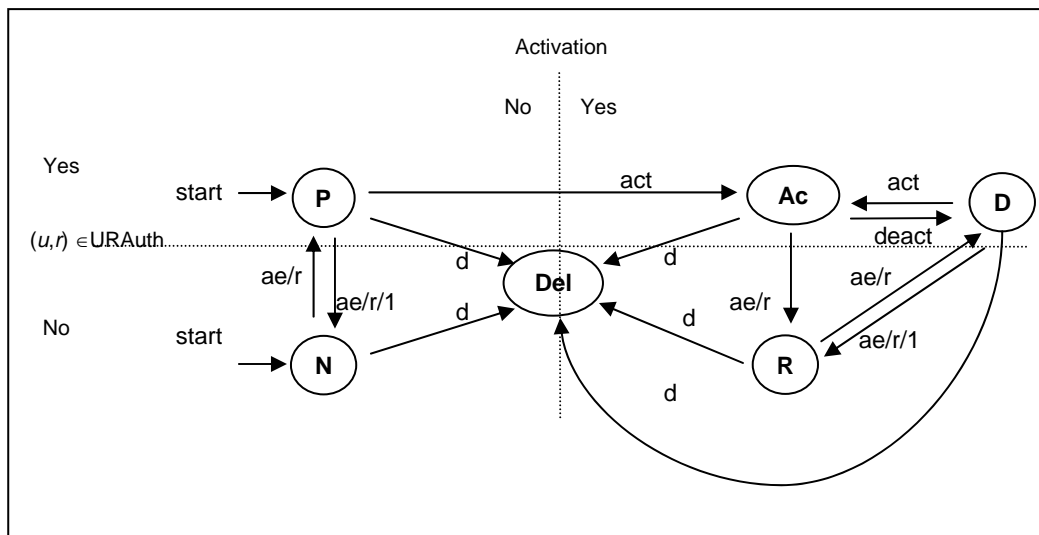 Activation
No Yes
Yes
start P act Ac act D
deact
(u,r) ∈URAuth
d Del d
ae/r ae/r/1 ae/r ae/r
No
d d
start N R ae/r/1
d